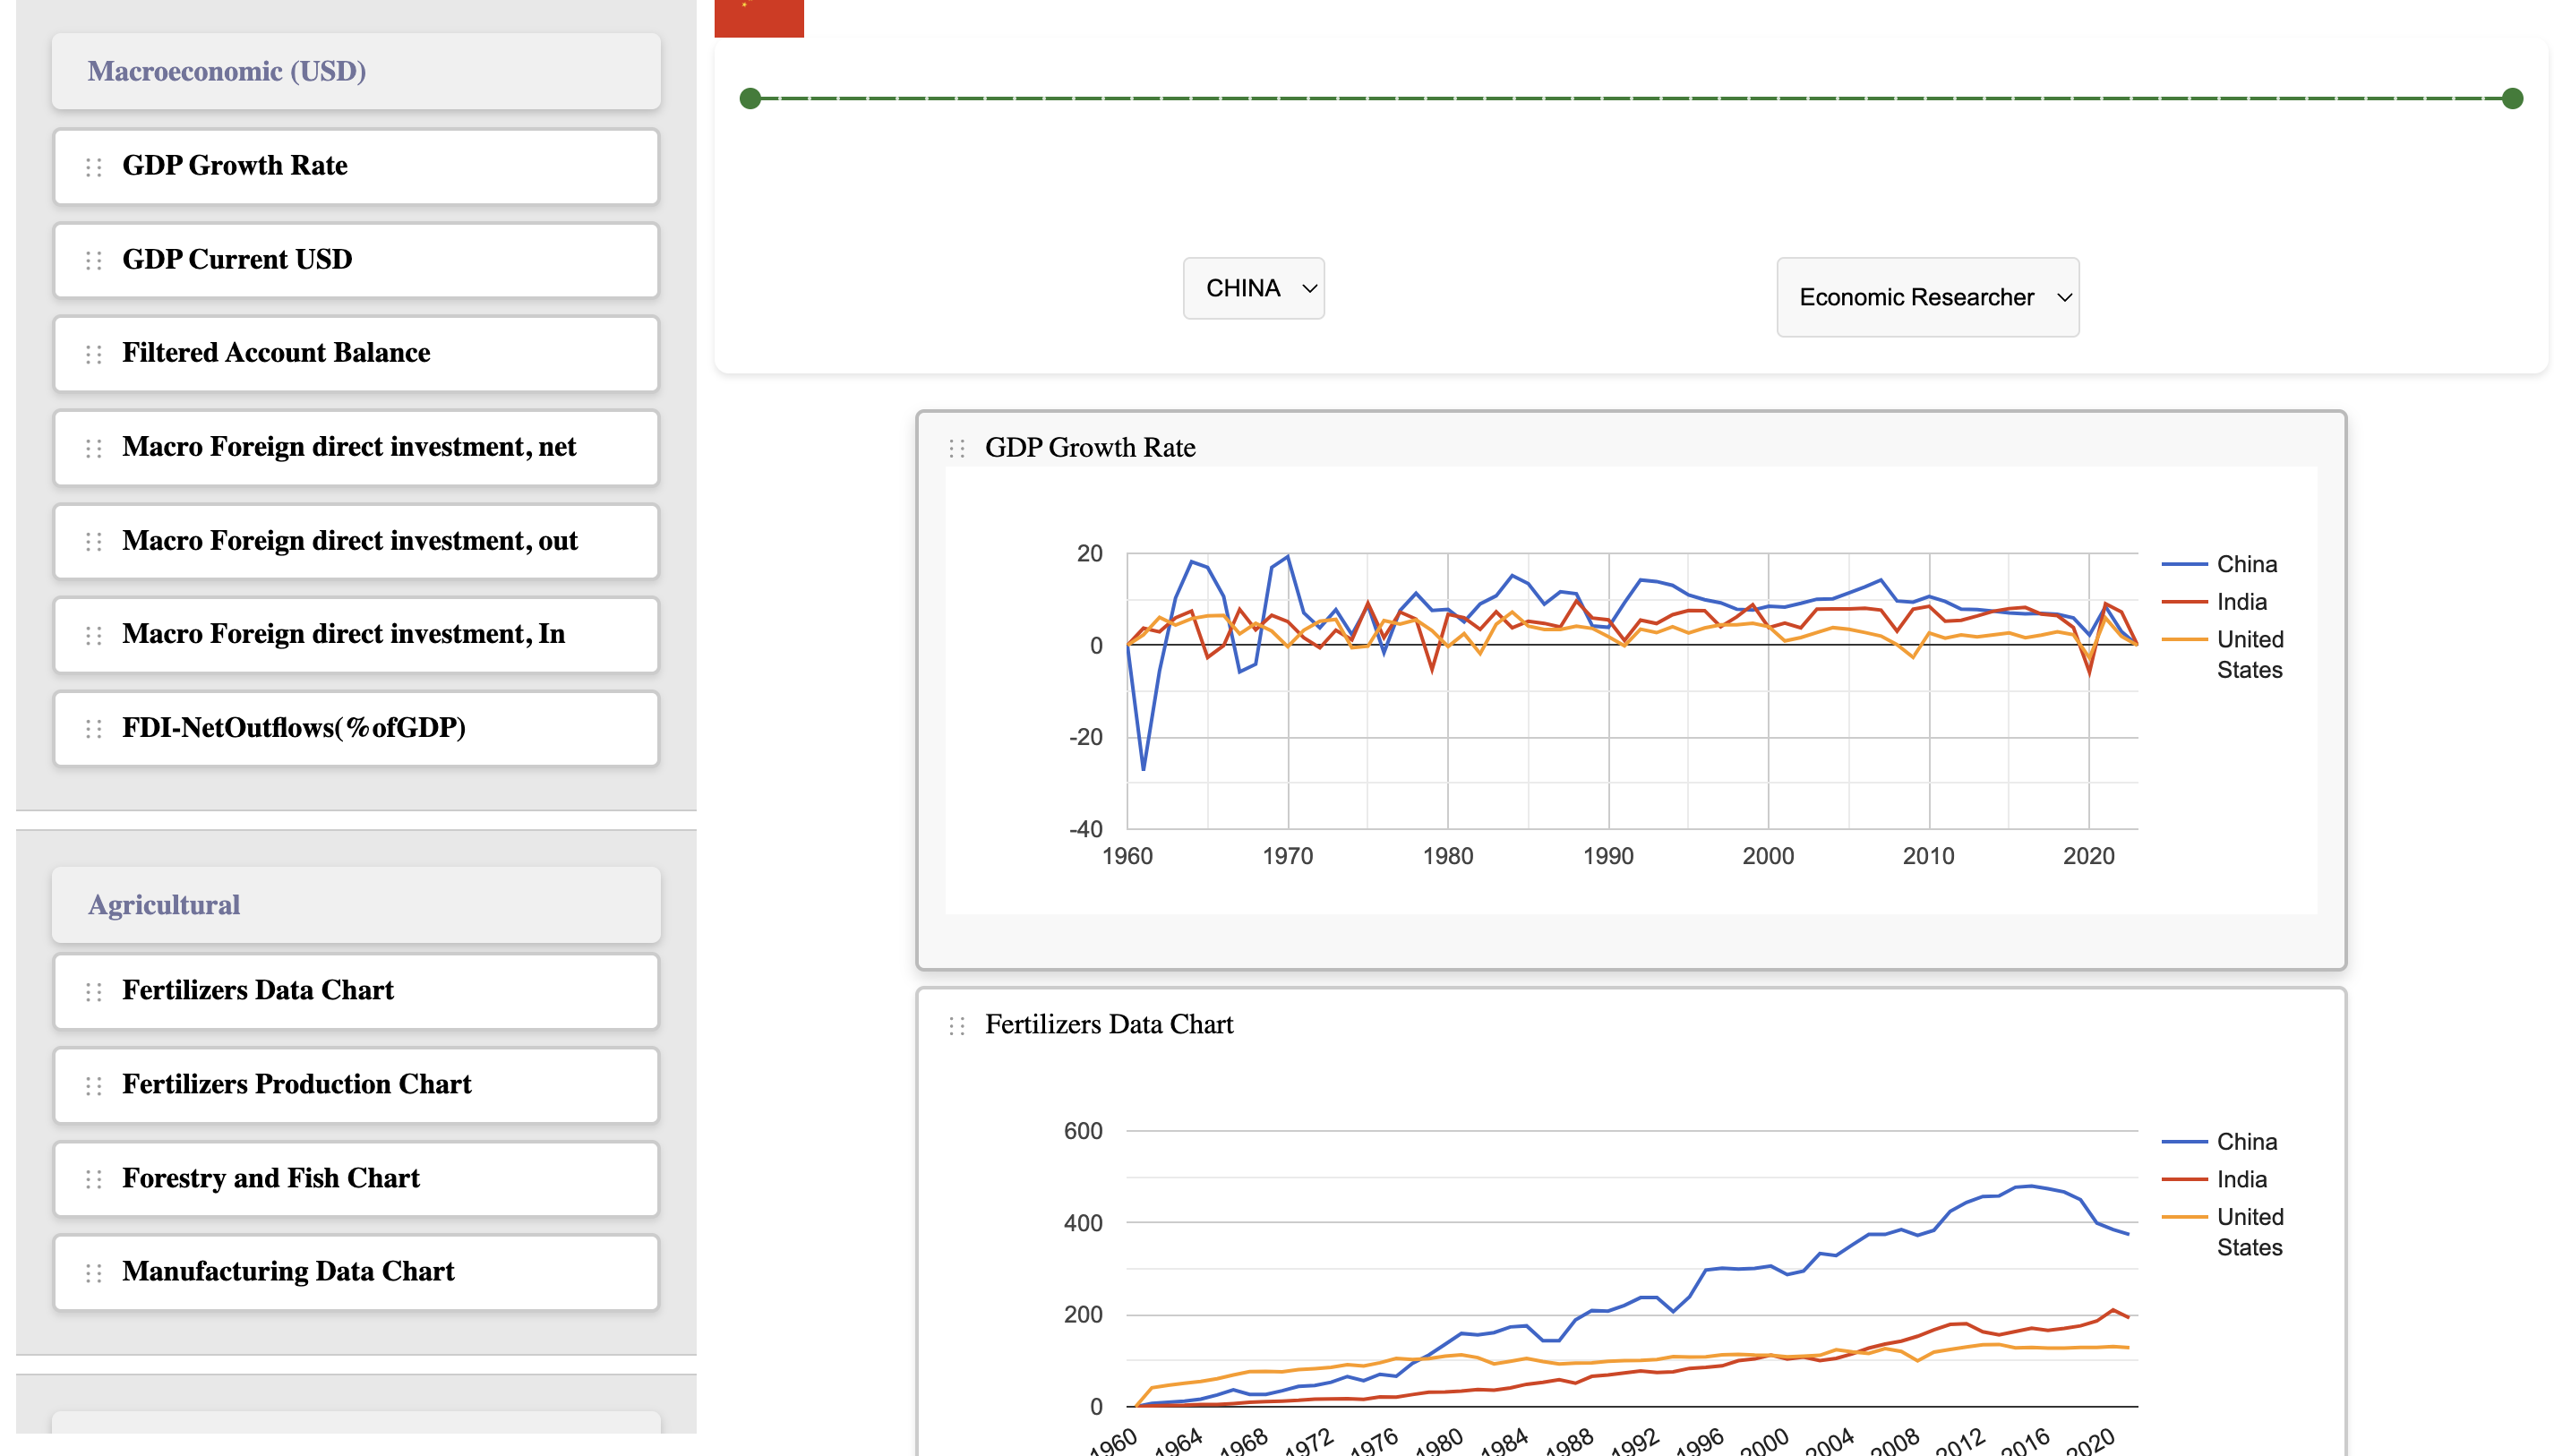 Macroeconomic (USD)
GDP Growth Rate
GDP Current USD
Filtered Account Balance
Macro Foreign direct investment, net
Macro Foreign direct investment, out
Macro Foreign direct investment, In
FDI-NetOutflows(%ofGDP)
Agricultural
Fertilizers Data Chart
Fertilizers Production Chart
Forestry and Fish Chart
Manufacturing Data Chart
CHINA
Economic Researcher
GDP Growth Rate
20
0
-20
-40
1960 1970 1980 1990 2000 2010 2020
China
India
United
States
Fertilizers Data Chart
600
400
200
0
1960 1964 1968 1972 1976 1980 1984 1988 1992 1996 2000 2004 2008 2012 2016 2020
China
India
United
States